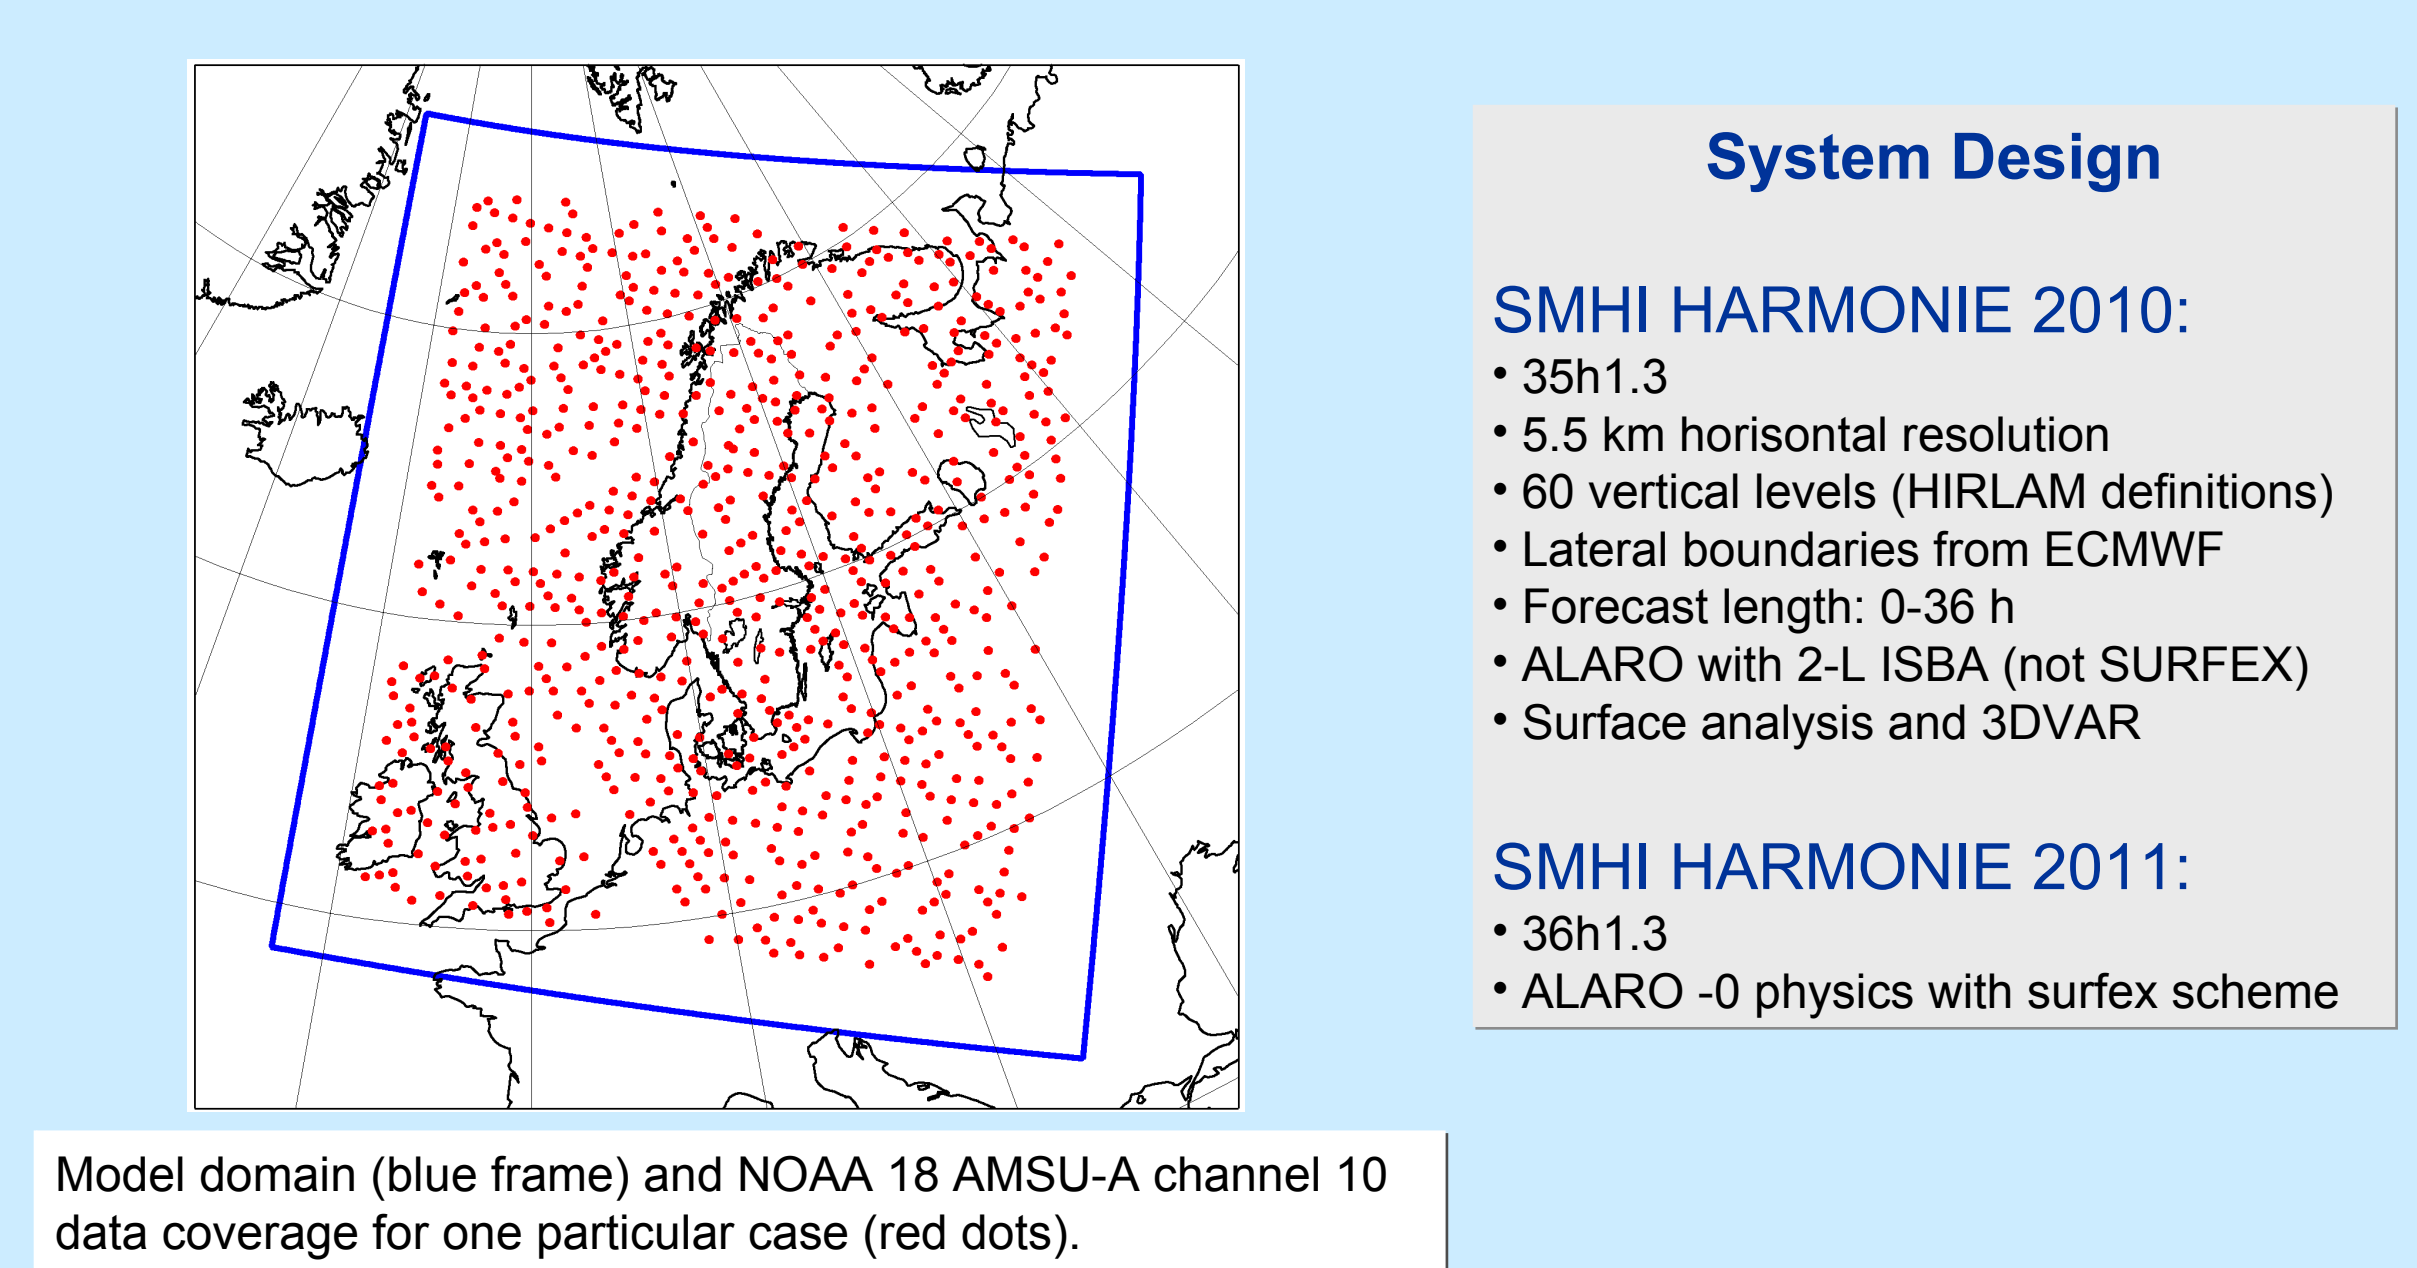 System Design
SMHI HARMONIE 2010:
• 35h1.3
• 5.5 km horisontal resolution
• 60 vertical levels (HIRLAM definitions)
• Lateral boundaries from ECMWF
• Forecast length: 0-36 h
• ALARO with 2-L ISBA (not SURFEX)
• Surface analysis and 3DVAR
SMHI HARMONIE 2011:
• 36h1.3
• ALARO -0 physics with surfex scheme
Model domain (blue frame) and NOAA 18 AMSU-A channel 10
data coverage for one particular case (red dots).